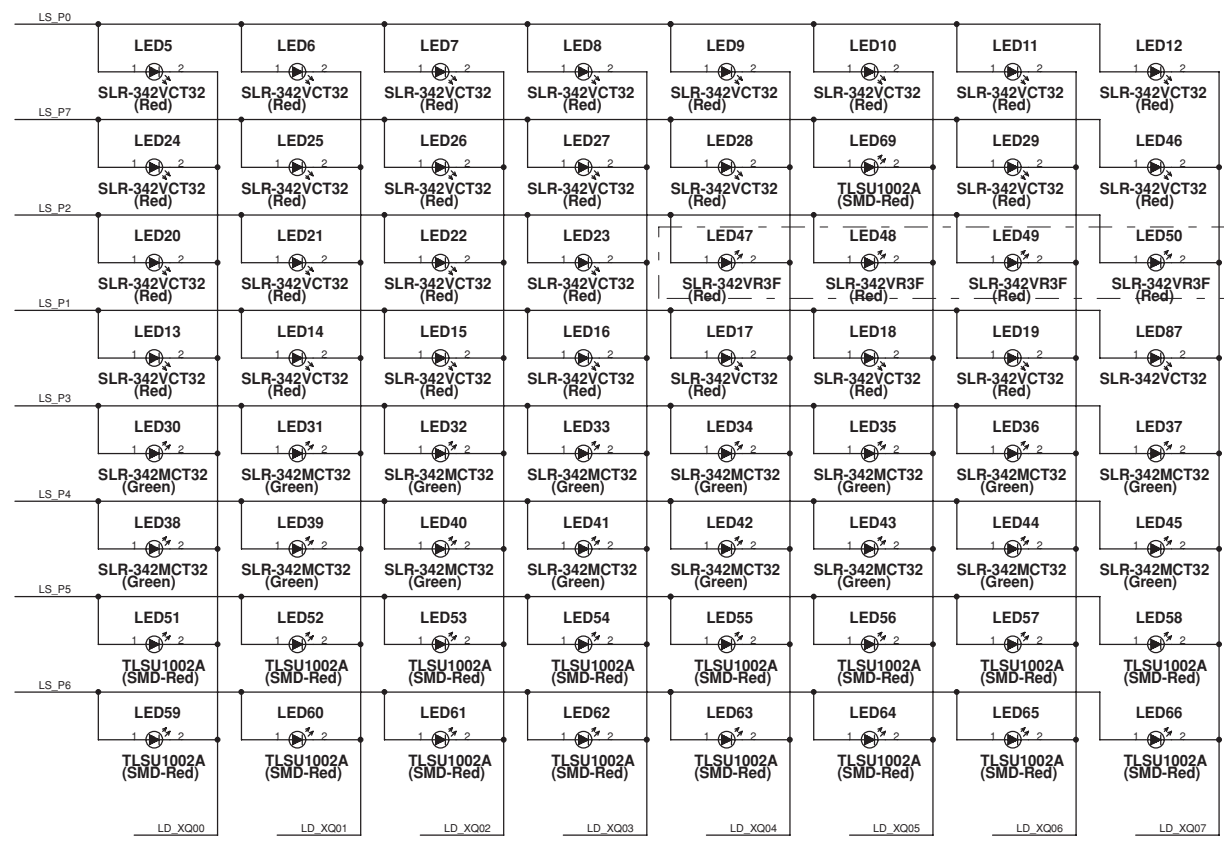 LS_P0
LED5 LED6 LED7 LED8 LED9 LED10 LED11 LED12
1 2 1 2 1 2 1 2 1 2 1 2 1 2 1 2
SLR-342VCT32 SLR-342VCT32 SLR-342VCT32 SLR-342VCT32 SLR-342VCT32 SLR-342VCT32 SLR-342VCT32 SLR-342VCT32
(Red) (Red) (Red) (Red) (Red) (Red) (Red) (Red)
LS_P7
LED24 LED25 LED26 LED27 LED28 LED69 LED29 LED46
1 2 1 2 1 2 1 2 1 2 1 2 1 2 1 2
SLR-342VCT32 SLR-342VCT32 SLR-342VCT32 SLR-342VCT32 SLR-342VCT32 TLSU1002A SLR-342VCT32 SLR-342VCT32
(Red) (Red) (Red) (Red) (Red) (SMD-Red) (Red) (Red)
LS_P2
LED20 LED21 LED22 LED23 LED47 LED48 LED49 LED50
1 2 1 2 1 2 1 2 1 2 1 2 1 2 1 2
SLR-342VCT32 SLR-342VCT32 SLR-342VCT32 SLR-342VCT32 SLR-342VR3F SLR-342VR3F SLR-342VR3F SLR-342VR3F
(Red) (Red) (Red) (Red) (Red) (Red) (Red) (Red)
LS_P1
LED13 LED14 LED15 LED16 LED17 LED18 LED19 LED87
1 2 1 2 1 2 1 2 1 2 1 2 1 2 1 2
SLR-342VCT32 SLR-342VCT32 SLR-342VCT32 SLR-342VCT32 SLR-342VCT32 SLR-342VCT32 SLR-342VCT32 SLR-342VCT32
(Red) (Red) (Red) (Red) (Red) (Red) (Red)
LS_P3
LED30 LED31 LED32 LED33 LED34 LED35 LED36 LED37
1 2 1 2 1 2 1 2 1 2 1 2 1 2 1 2
SLR-342MCT32 SLR-342MCT32 SLR-342MCT32 SLR-342MCT32 SLR-342MCT32 SLR-342MCT32 SLR-342MCT32 SLR-342MCT32
(Green) (Green) (Green) (Green) (Green) (Green) (Green) (Green)
LS_P4
LED38 LED39 LED40 LED41 LED42 LED43 LED44 LED45
1 2 1 2 1 2 1 2 1 2 1 2 1 2 1 2
SLR-342MCT32 SLR-342MCT32 SLR-342MCT32 SLR-342MCT32 SLR-342MCT32 SLR-342MCT32 SLR-342MCT32 SLR-342MCT32
(Green) (Green) (Green) (Green) (Green) (Green) (Green) (Green)
LS_P5
LED51 LED52 LED53 LED54 LED55 LED56 LED57 LED58
1 2 1 2 1 2 1 2 1 2 1 2 1 2 1 2
TLSU1002A TLSU1002A TLSU1002A TLSU1002A TLSU1002A TLSU1002A TLSU1002A TLSU1002A
(SMD-Red) (SMD-Red) (SMD-Red) (SMD-Red) (SMD-Red) (SMD-Red) (SMD-Red) (SMD-Red)
LS_P6
LED59 LED60 LED61 LED62 LED63 LED64 LED65 LED66
1 2 1 2 1 2 1 2 1 2 1 2 1 2 1 2
TLSU1002A TLSU1002A TLSU1002A TLSU1002A TLSU1002A TLSU1002A TLSU1002A TLSU1002A
(SMD-Red) (SMD-Red) (SMD-Red) (SMD-Red) (SMD-Red) (SMD-Red) (SMD-Red) (SMD-Red)
LD_XQ00 LD_XQ01 LD_XQ02 LD_XQ03 LD_XQ04 LD_XQ05 LD_XQ06 LD_XQ07